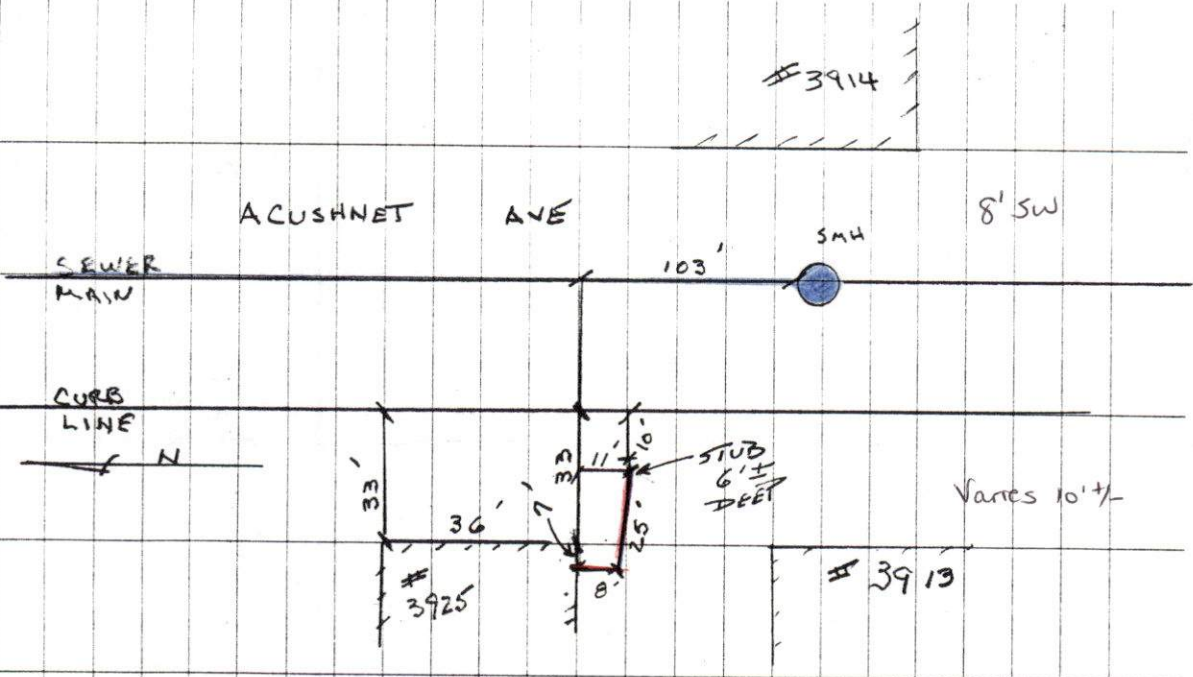 # 3914
ACUSHNET AVE
8' SW
SMH
SEWER
MAIN
103'
CURB
LINE
N
33'
36'
33
11'
10'
STUB
6'±
DEEP
7'
25'
8'
Varies 10' +/-
#
3925
# 3913